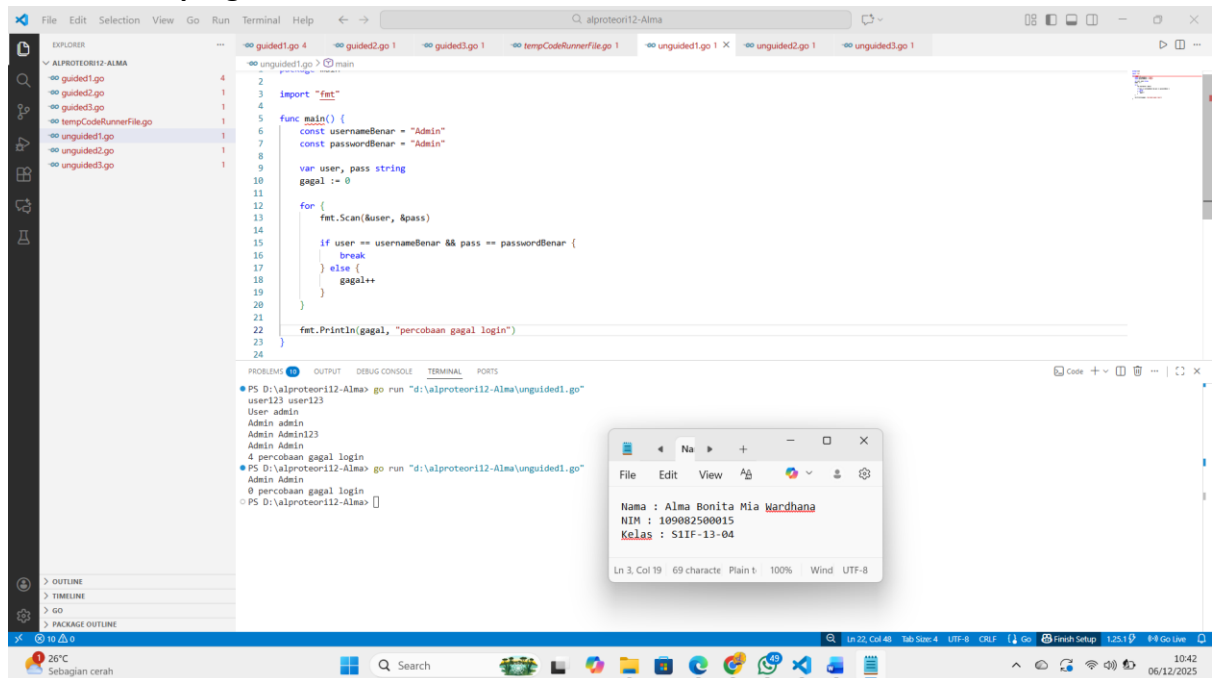 File Edit Selection View Go Run Terminal Help
alproteori12-Alma
EXPLORER
ALPROTEORI12-ALMA
guided1.go 4
guided2.go 1
guided3.go 1
tempCodeRunnerFile.go 1
unguided1.go 1
unguided2.go 1
unguided3.go 1
OUTLINE
TIMELINE
GO
PACKAGE OUTLINE
guided1.go 4 guided2.go 1 guided3.go 1 tempCodeRunnerFile.go 1 unguided1.go 1 unguided2.go 1 unguided3.go 1
unguided1.go > main
2
3 import "fmt"
4
5 func main() {
6 const usernameBenar = "Admin"
7 const passwordBenar = "Admin"
8
9 var user, pass string
10 gagal := 0
11
12 for {
13 fmt.Scan(&user, &pass)
14
15 if user == usernameBenar && pass == passwordBenar {
16 break
17 } else {
18 gagal++
19 }
20 }
21
22 fmt.Println(gagal, "percobaan gagal login")
23 }
24
PROBLEMS 10 OUTPUT DEBUG CONSOLE TERMINAL PORTS
Code
PS D:\alproteori12-Alma> go run "d:\alproteori12-Alma\unguided1.go"
user123 user123
User admin
Admin admin
Admin Admin123
Admin Admin
4 percobaan gagal login
PS D:\alproteori12-Alma> go run "d:\alproteori12-Alma\unguided1.go"
Admin Admin
0 percobaan gagal login
PS D:\alproteori12-Alma>
Na
File Edit View
Nama : Alma Bonita Mia Wardhana
NIM : 109082500015
Kelas : S1IF-13-04
Ln 3, Col 19 69 characte Plain t 100% Wind UTF-8
10 0 Ln 22, Col 48 Tab Size: 4 UTF-8 CRLF Go Finish Setup 1.25.1 Go Live
1 26°C
Sebagian cerah
Search
49
10:42
06/12/2025